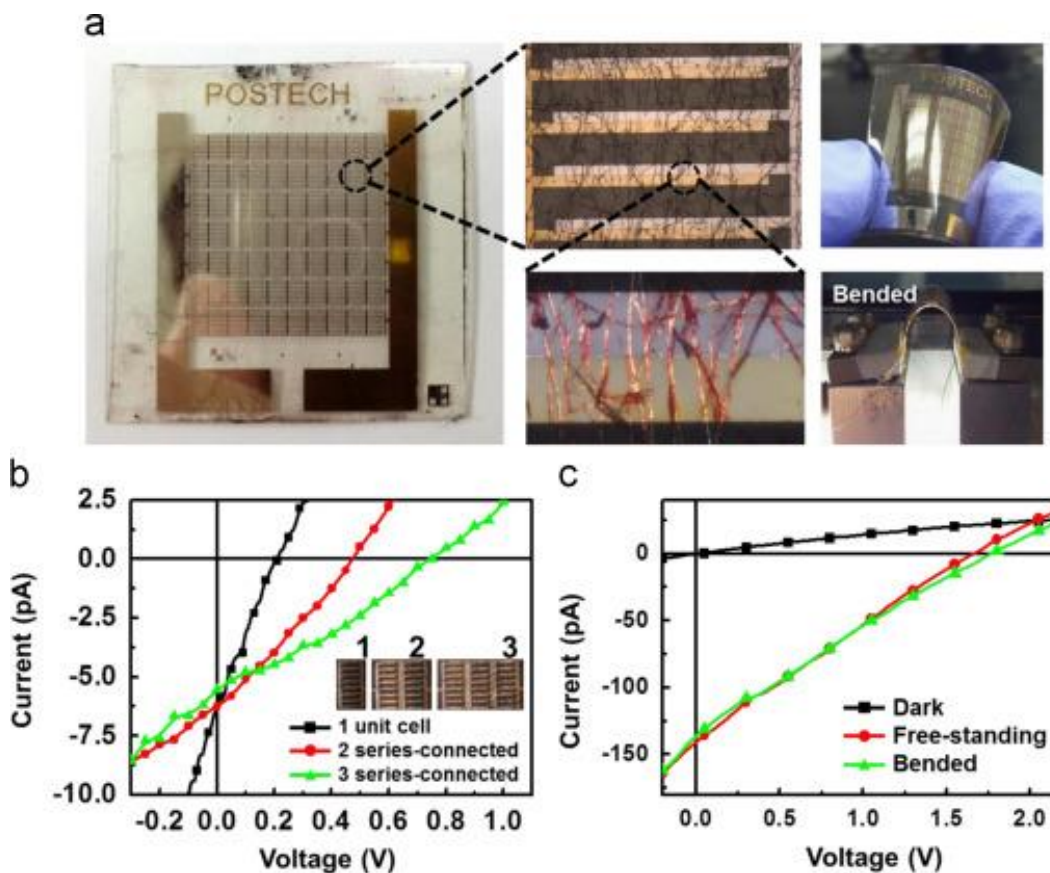 a
POSTECH
POSTECH
Bended
b
2.5
0.0
-2.5
-5.0
-7.5
-10.0
Current (pA)
1 2 3
1 unit cell
2 series-connected
3 series-connected
-0.2 0.0 0.2 0.4 0.6 0.8 1.0
Voltage (V)
c
0
-50
-100
-150
Current (pA)
Dark
Free-standing
Bended
0.0 0.5 1.0 1.5 2.0
Voltage (V)